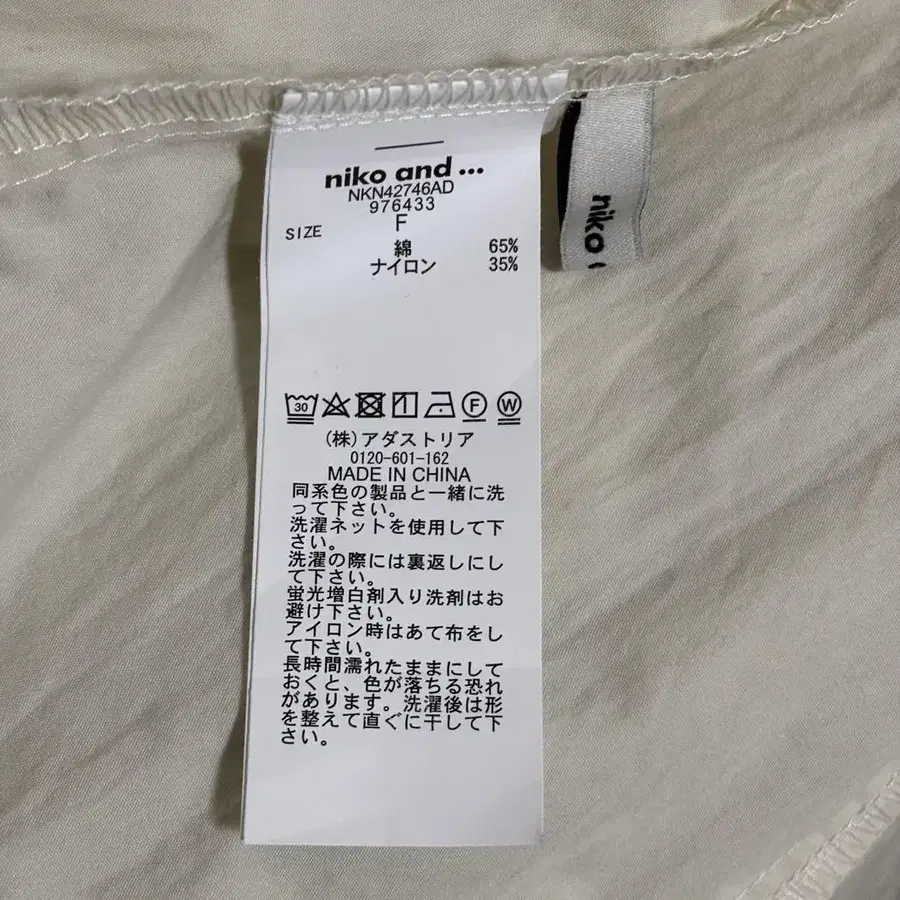 niko and ...
NKN42746AD
976433
SIZE F
綿 65%
ナイロン 35%
30 F W
(株)アダストリア
0120-601-162
MADE IN CHINA
同系色の製品と一緒に洗
って下さい。
洗濯ネットを使用して下
さい。
洗濯の際には裏返しにし
て下さい。
蛍光増白剤入り洗剤はお
避け下さい。
アイロン時はあて布をし
て下さい。
長時間濡れたままにして
おくと、色が落ちる恐れ
があります。洗濯後は形
を整えて直ぐに干して下
さい。
niko